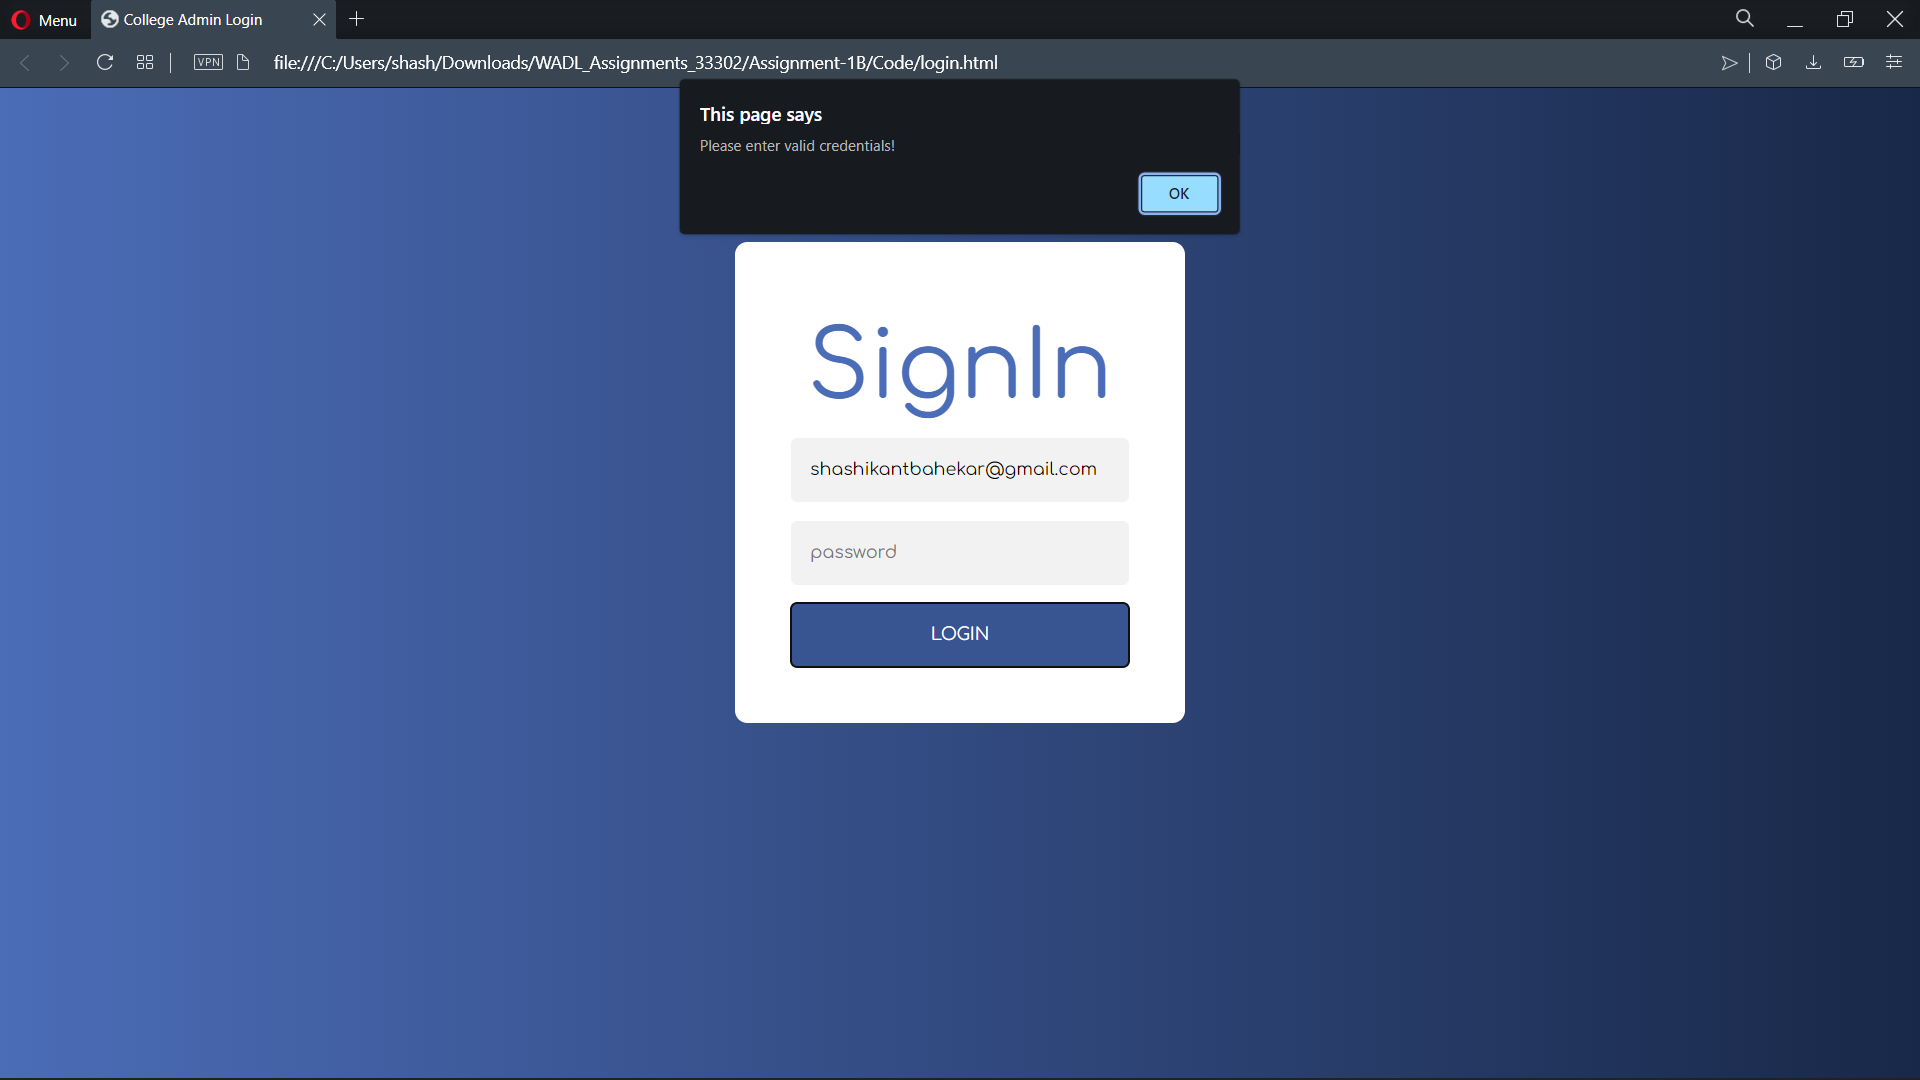 Menu
College Admin Login
VPN
file:///C:/Users/shash/Downloads/WADL_Assignments_33302/Assignment-1B/Code/login.html
This page says
Please enter valid credentials!
OK
SignIn
shashikantbahekar@gmail.com
password
LOGIN